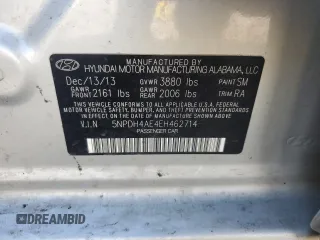 MANUFACTURED BY
HYUNDAI MOTOR MANUFACTURING ALABAMA, LLC
Dec/13/13 GVWR 3880 lbs PAINT SM
GAWR FRONT 2161 lbs GAWR REAR 2006 lbs TRIM RA
THIS VEHICLE CONFORMS TO ALL APPLICABLE U.S.A. FEDERAL MOTOR
VEHICLE SAFETY, BUMPER, AND THEFT PREVENTION STANDARDS IN
EFFECT ON THE DATE OF MANUFACTURE SHOWN ABOVE.
V.I.N 5NPDH4AE4EH462714
PASSENGER CAR
DREAMBID